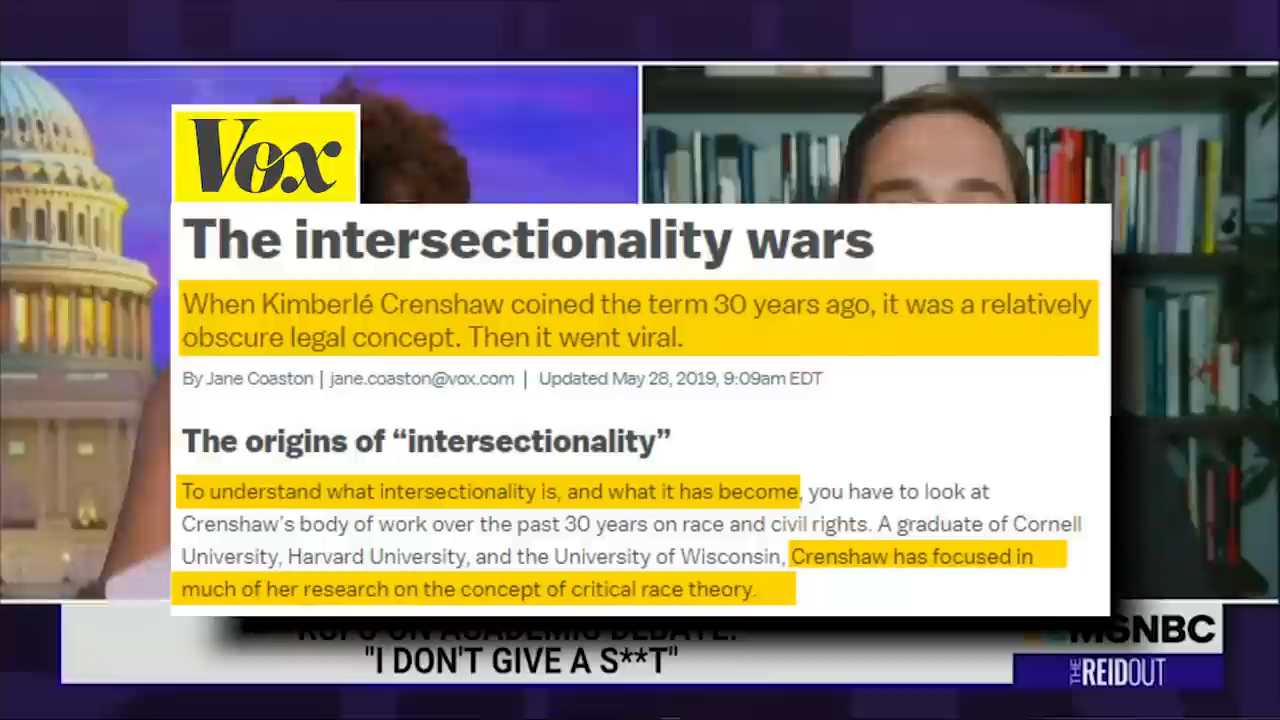 Vox
The intersectionality wars
When Kimberlé Crenshaw coined the term 30 years ago, it was a relatively
obscure legal concept. Then it went viral.
By Jane Coaston | jane.coaston@vox.com | Updated May 28, 2019, 9:09am EDT
The origins of “intersectionality”
To understand what intersectionality is, and what it has become, you have to look at
Crenshaw's body of work over the past 30 years on race and civil rights. A graduate of Cornell
University, Harvard University, and the University of Wisconsin, Crenshaw has focused in
much of her research on the concept of critical race theory.
RUFO ON ACADEMIC DEBATE:
"I DON'T GIVE A S**T"
MSNBC
THE REIDOUT